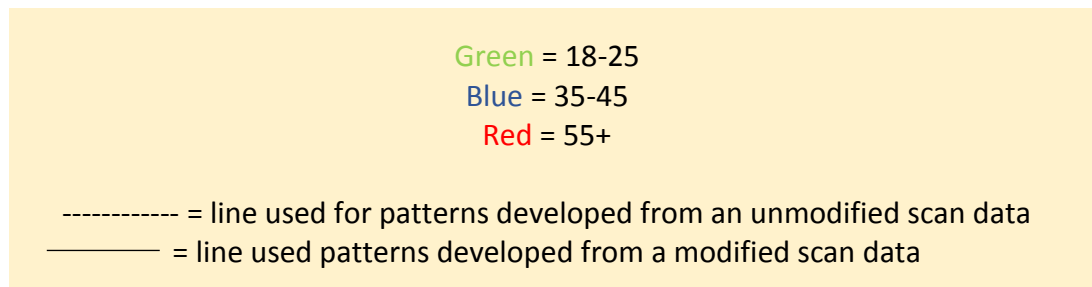 Green = 18-25
Blue = 35-45
Red = 55+
------------ = line used for patterns developed from an unmodified scan data
= line used patterns developed from a modified scan data